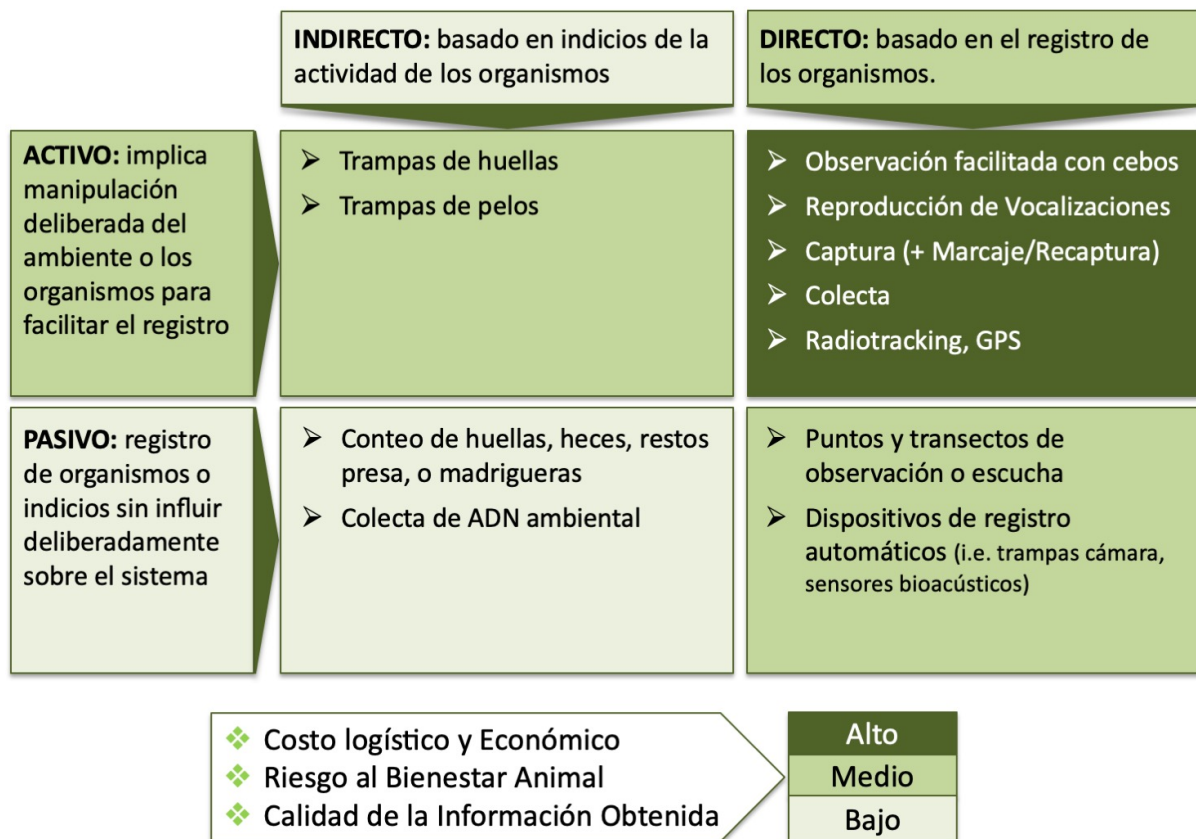 INDIRECTO: basado en indicios de la
actividad de los organismos
DIRECTO: basado en el registro de
los organismos.
ACTIVO: implica
manipulación
deliberada del
ambiente o los
organismos para
facilitar el registro
➢ Trampas de huellas
➢ Trampas de pelos
➢ Observación facilitada con cebos
➢ Reproducción de Vocalizaciones
➢ Captura (+ Marcaje/Recaptura)
➢ Colecta
➢ Radiotracking, GPS
PASIVO: registro
de organismos o
indicios sin influir
deliberadamente
sobre el sistema
➢ Conteo de huellas, heces, restos
presa, o madrigueras
➢ Colecta de ADN ambiental
➢ Puntos y transectos de
observación o escucha
➢ Dispositivos de registro
automáticos (i.e. trampas cámara,
sensores bioacústicos)
❖ Costo logístico y Económico
❖ Riesgo al Bienestar Animal
❖ Calidad de la Información Obtenida
Alto
Medio
Bajo